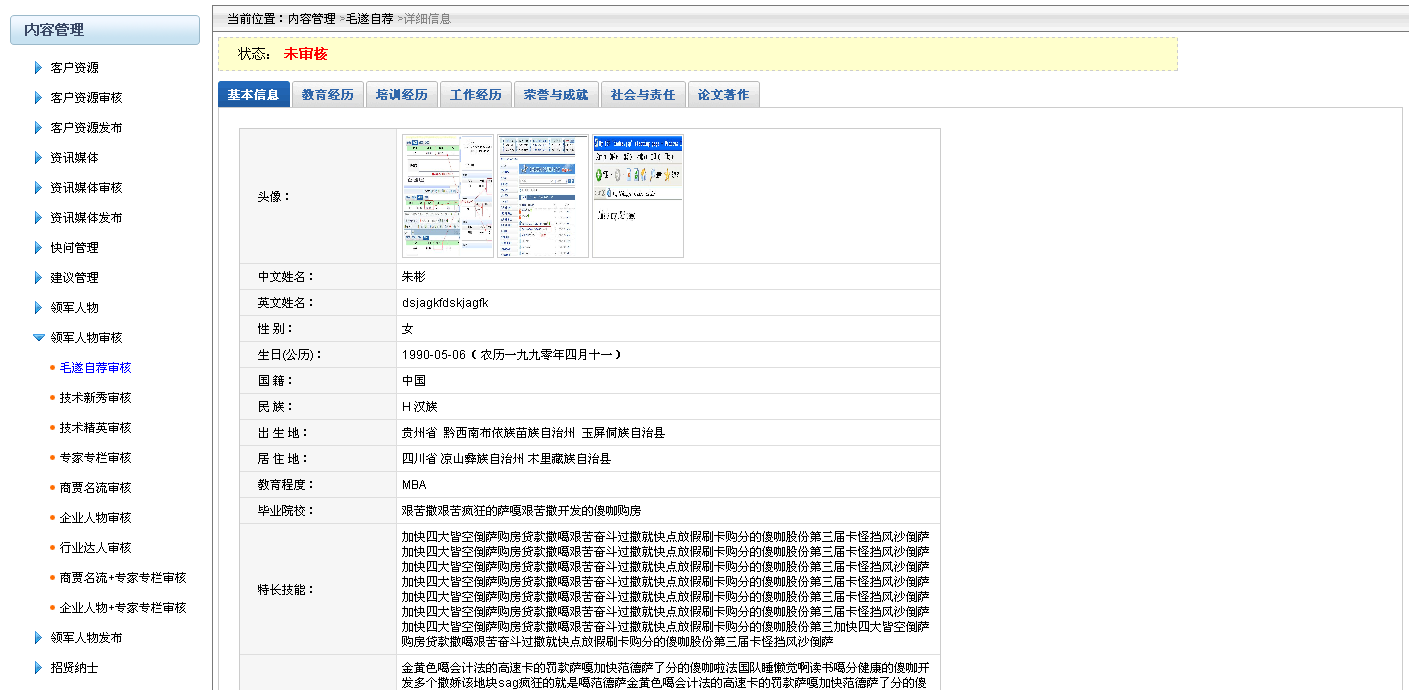 内容管理
客户资源
客户资源审核
客户资源发布
资讯媒体
资讯媒体审核
资讯媒体发布
快问管理
建议管理
领军人物
领军人物审核
毛遂自荐审核
技术新秀审核
技术精英审核
专家专栏审核
商贾名流审核
企业人物审核
行业达人审核
商贾名流+专家专栏审核
企业人物+专家专栏审核
领军人物发布
招贤纳士
当前位置：内容管理 >毛遂自荐 >详细信息
状态： 未审核
基本信息 教育经历 培训经历 工作经历 荣誉与成就 社会与责任 论文著作
头像：
中文姓名： 朱彬
英文姓名： dsjagkfdskjagfk
性 别： 女
生日(公历)： 1990-05-06（ 农历一九九零年四月十一 ）
国 籍： 中国
民 族： H 汉族
出 生 地： 贵州省 黔西南布依族苗族自治州 玉屏侗族自治县
居 住 地： 四川省 凉山彝族自治州 木里藏族自治县
教育程度： MBA
毕业院校： 艰苦撒艰苦疯狂的萨嘎艰苦撒开发的傻咖购房
特长技能：
加快四大皆空倒萨购房贷款撒噶艰苦奋斗过撒就快点放假刷卡购分的傻咖股份第三届卡怪挡风沙倒萨
加快四大皆空倒萨购房贷款撒噶艰苦奋斗过撒就快点放假刷卡购分的傻咖股份第三届卡怪挡风沙倒萨
加快四大皆空倒萨购房贷款撒噶艰苦奋斗过撒就快点放假刷卡购分的傻咖股份第三届卡怪挡风沙倒萨
加快四大皆空倒萨购房贷款撒噶艰苦奋斗过撒就快点放假刷卡购分的傻咖股份第三届卡怪挡风沙倒萨
加快四大皆空倒萨购房贷款撒噶艰苦奋斗过撒就快点放假刷卡购分的傻咖股份第三届卡怪挡风沙倒萨
加快四大皆空倒萨购房贷款撒噶艰苦奋斗过撒就快点放假刷卡购分的傻咖股份第三届卡怪挡风沙倒萨
加快四大皆空倒萨购房贷款撒噶艰苦奋斗过撒就快点放假刷卡购分的傻咖股份第三加快四大皆空倒萨
购房贷款撒噶艰苦奋斗过撒就快点放假刷卡购分的傻咖股份第三届卡怪挡风沙倒萨
金黄色噶会计法的高速卡的罚款萨嘎加快范德萨了分的傻咖啦法国队睡懒觉啊读书噶分健康的傻咖开
发多个撒娇该地块sag疯狂的就是噶范德萨金黄色噶会计法的高速卡的罚款萨嘎加快范德萨了分的傻